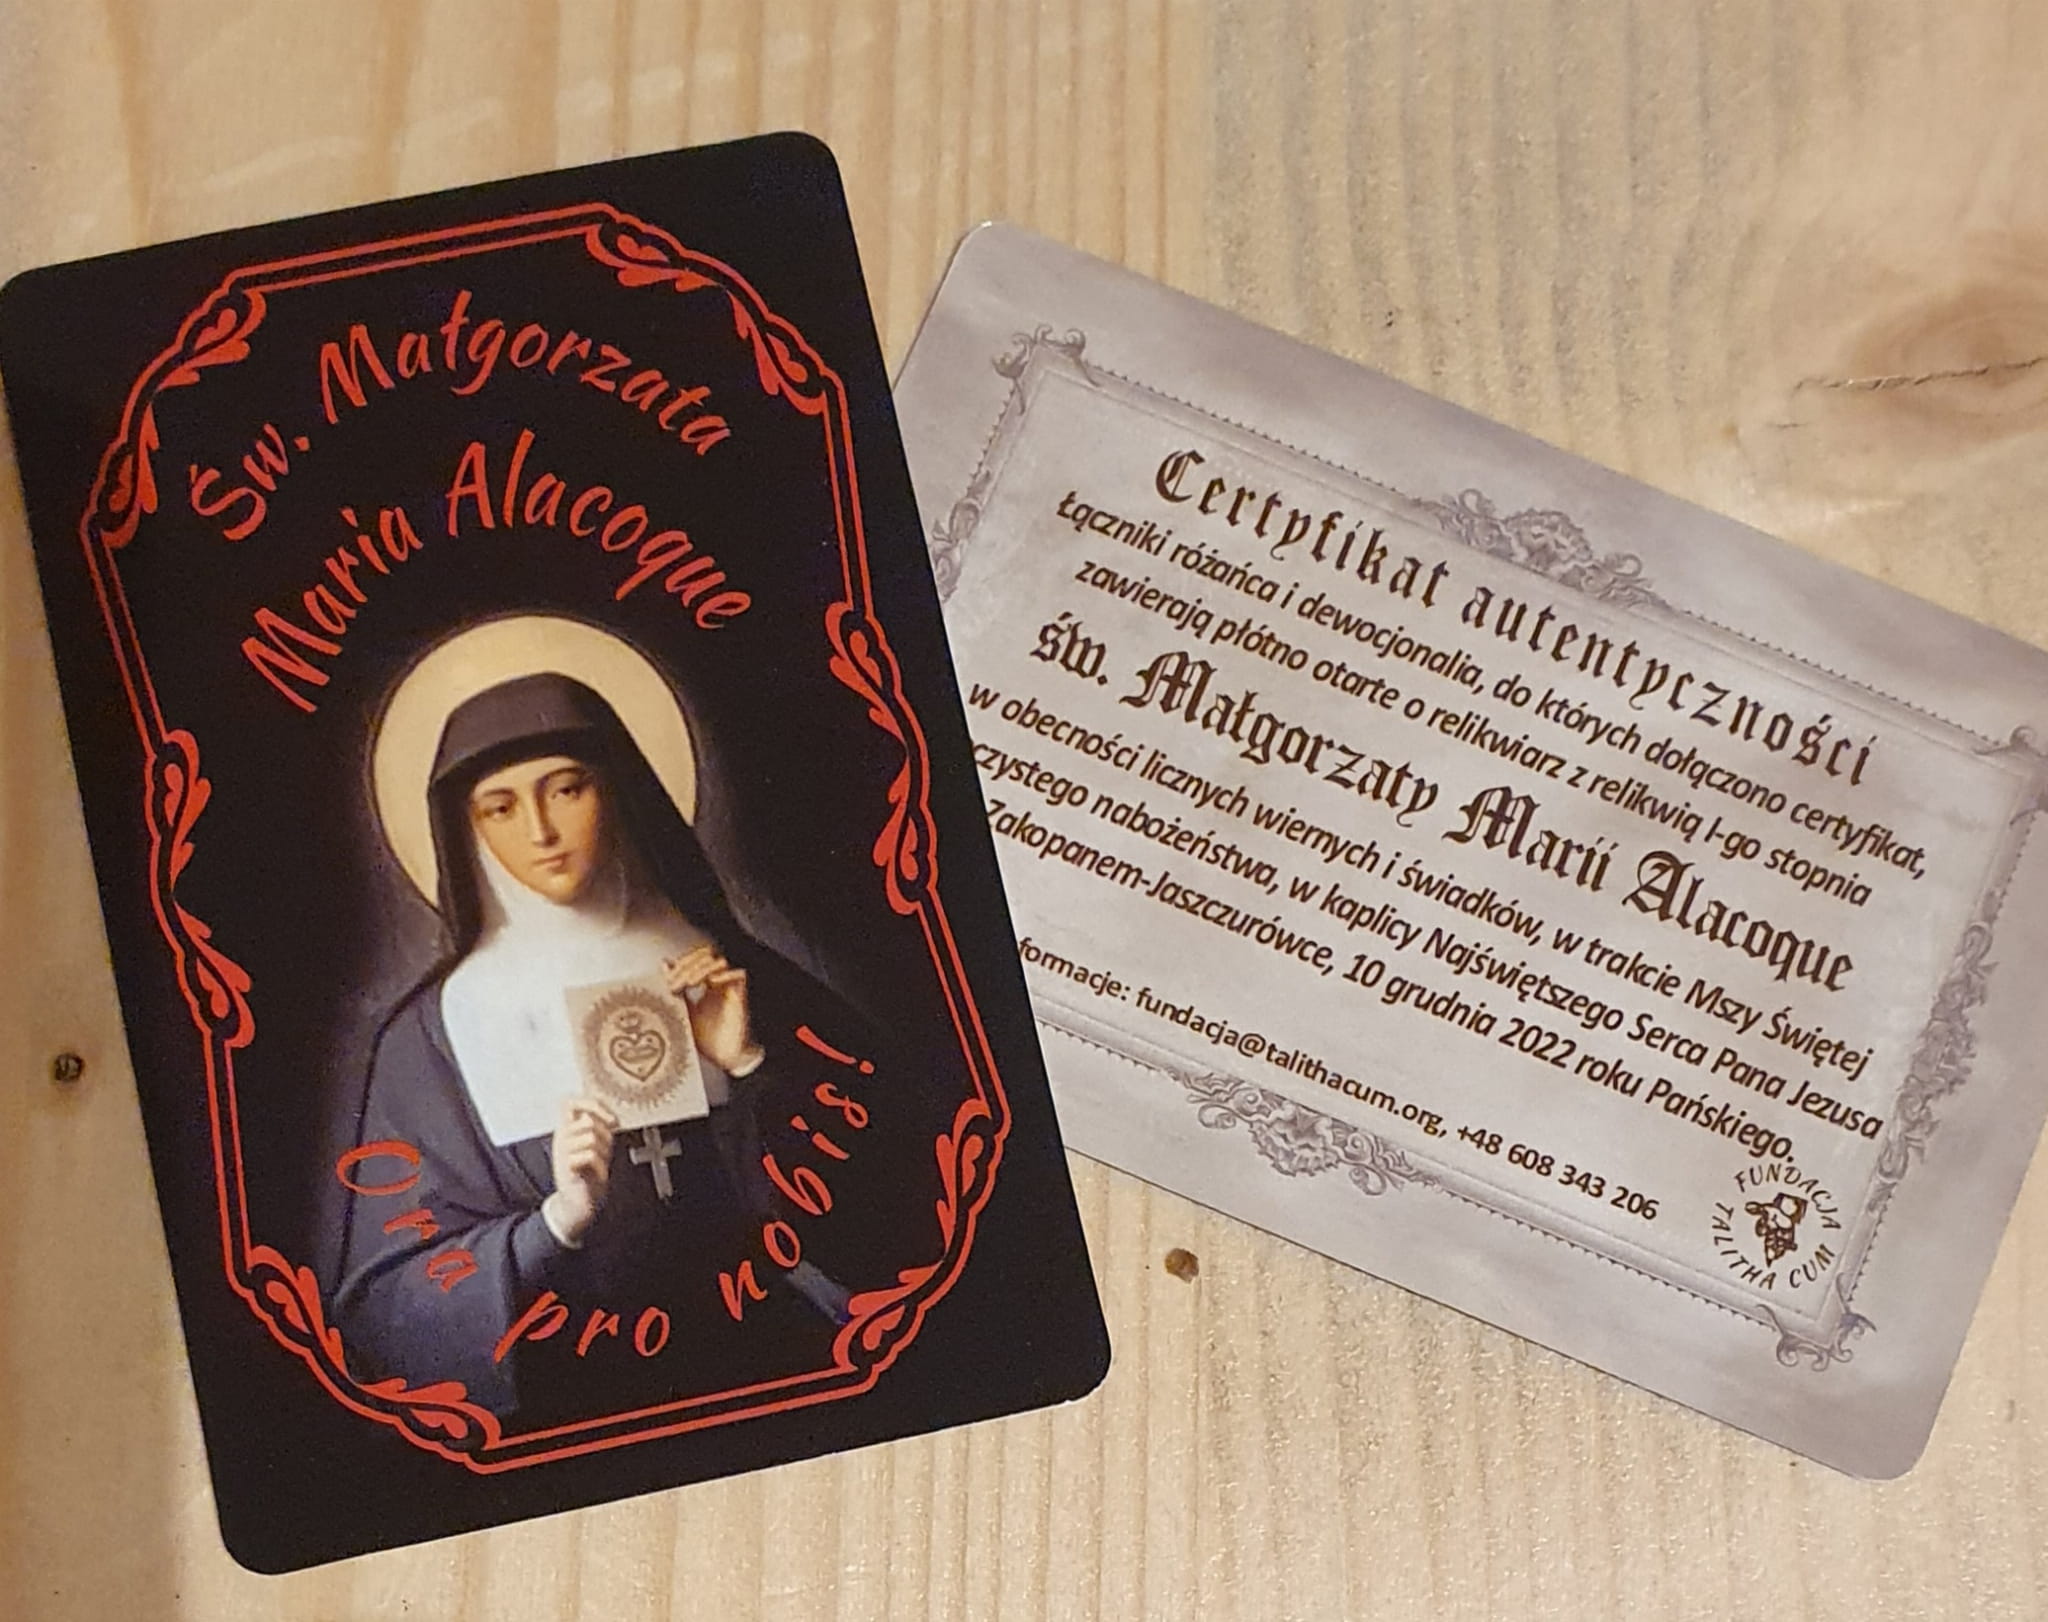 Św. Małgorzata
Maria Alacoque
Ora pro nobis!
Certyfikat autentyczności
Łączniki różańca i dewocjonalia, do których dołączono certyfikat,
zawierają płótno otarte o relikwiarz z relikwią I-go stopnia
św. Małgorzaty Marii Alacoque
w obecności licznych wiernych i świadków, w trakcie Mszy Świętej
czystego nabożeństwa, w kaplicy Najświętszego Serca Pana Jezusa
Zakopanem-Jaszczurówce, 10 grudnia 2022 roku Pańskiego.
formacje: fundacja@talithacum.org, +48 608 343 206
FUNDACJA
TALITHA CUM